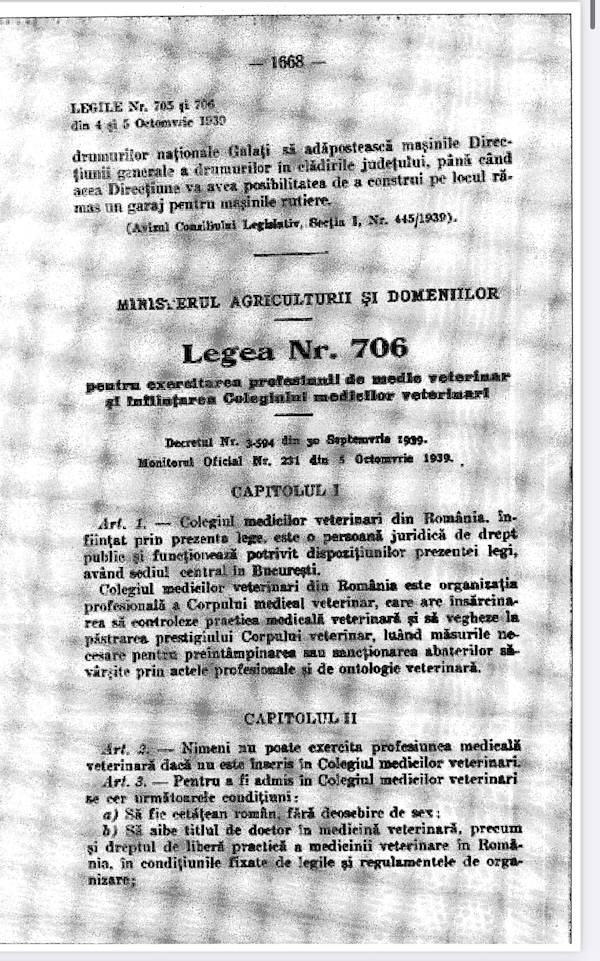 — 1668 —
LEGILE Nr. 705 și 706
din 4 și 5 Octomvrie 1939
drumurilor naționale Galați să adăpostească mașinile Direc-
țiunii generale a drumurilor în clădirile județului, până când
acea Direcțiune va avea posibilitatea de a construi pe locul ră-
mas un garaj pentru mașinile rutiere.
(Avizul Consiliului Legislativ, Secția I, Nr. 445/1939).
MINISTERUL AGRICULTURII ȘI DOMENIILOR
Legea Nr. 706
pentru exercitarea profesiunii de medic veterinar
și înființarea Colegiului medicilor veterinari
Decretul Nr. 3.594 din 30 Septemvrie 1939.
Monitorul Oficial Nr. 231 din 5 Octomvrie 1939.
CAPITOLUL I
Art. 1. — Colegiul medicilor veterinari din România, în-
ființat prin prezenta lege, este o persoană juridică de drept
public și funcționează potrivit dispozițiunilor prezentei legi,
având sediul central în București.
Colegiul medicilor veterinari din România este organizația
profesională a Corpului medical veterinar, care are însărcina-
rea să controleze practica medicală veterinară și să vegheze la
păstrarea prestigiului Corpului veterinar, luând măsurile ne-
cesare pentru preîntâmpinarea sau sancționarea abaterilor să-
vârșite prin actele profesionale și de ontologie veterinară.
CAPITOLUL II
Art. 2. — Nimeni nu poate exercita profesiunea medicală
veterinară dacă nu este înscris în Colegiul medicilor veterinari.
Art. 3. — Pentru a fi admis în Colegiul medicilor veterinari
se cer următoarele condițiuni:
a) Să fie cetățean român, fără deosebire de sex;
b) Să aibe titlul de doctor în medicină veterinară, precum
și dreptul de liberă practică a medicinii veterinare în Româ-
nia, în condițiunile fixate de legile și regulamentele de orga-
nizare;